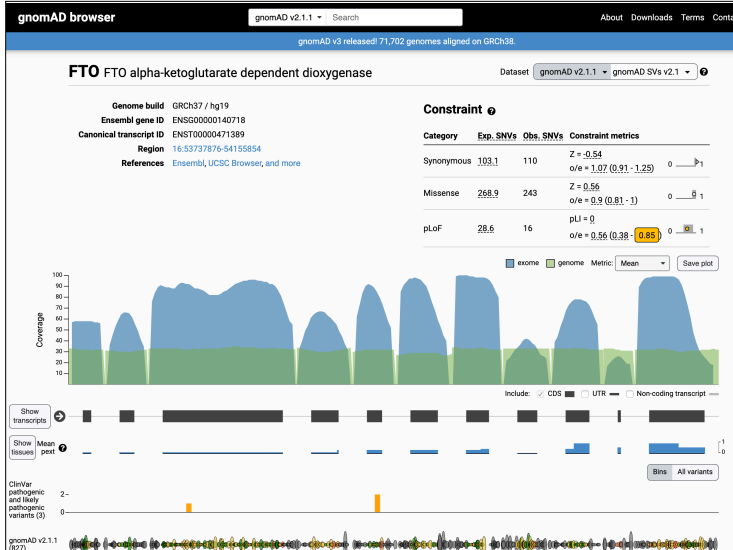 gnomAD browser gnomAD v2.1.1 Search About Downloads Terms Conta
gnomAD v3 released! 71,702 genomes aligned on GRCh38.
FTO FTO alpha-ketoglutarate dependent dioxygenase Dataset gnomAD v2.1.1 gnomAD SVs v2.1 ?
Genome build GRCh37 / hg19
Ensembl gene ID ENSG00000140718
Canonical transcript ID ENST00000471389
Region 16:53737876-54155854
References Ensembl, UCSC Browser, and more
Constraint ?
Category Exp. SNVs Obs. SNVs Constraint metrics
Synonymous 103.1 110 Z = -0.54
o/e = 1.07 (0.91 - 1.25) 0 1
Missense 268.9 243 Z = 0.56
o/e = 0.9 (0.81 - 1) 0 1
pLoF 28.6 16 pLI = 0
o/e = 0.56 (0.38 - 0.85) 0 1
exome genome Metric: Mean Save plot
Coverage
100
90
80
70
60
50
40
30
20
10
Include: CDS UTR Non-coding transcript
Show transcripts
Show tissues Mean pext ? 1 0
Bins All variants
ClinVar
pathogenic
and likely
pathogenic
variants (3)
2
0
gnomAD v2.1.1
(827)